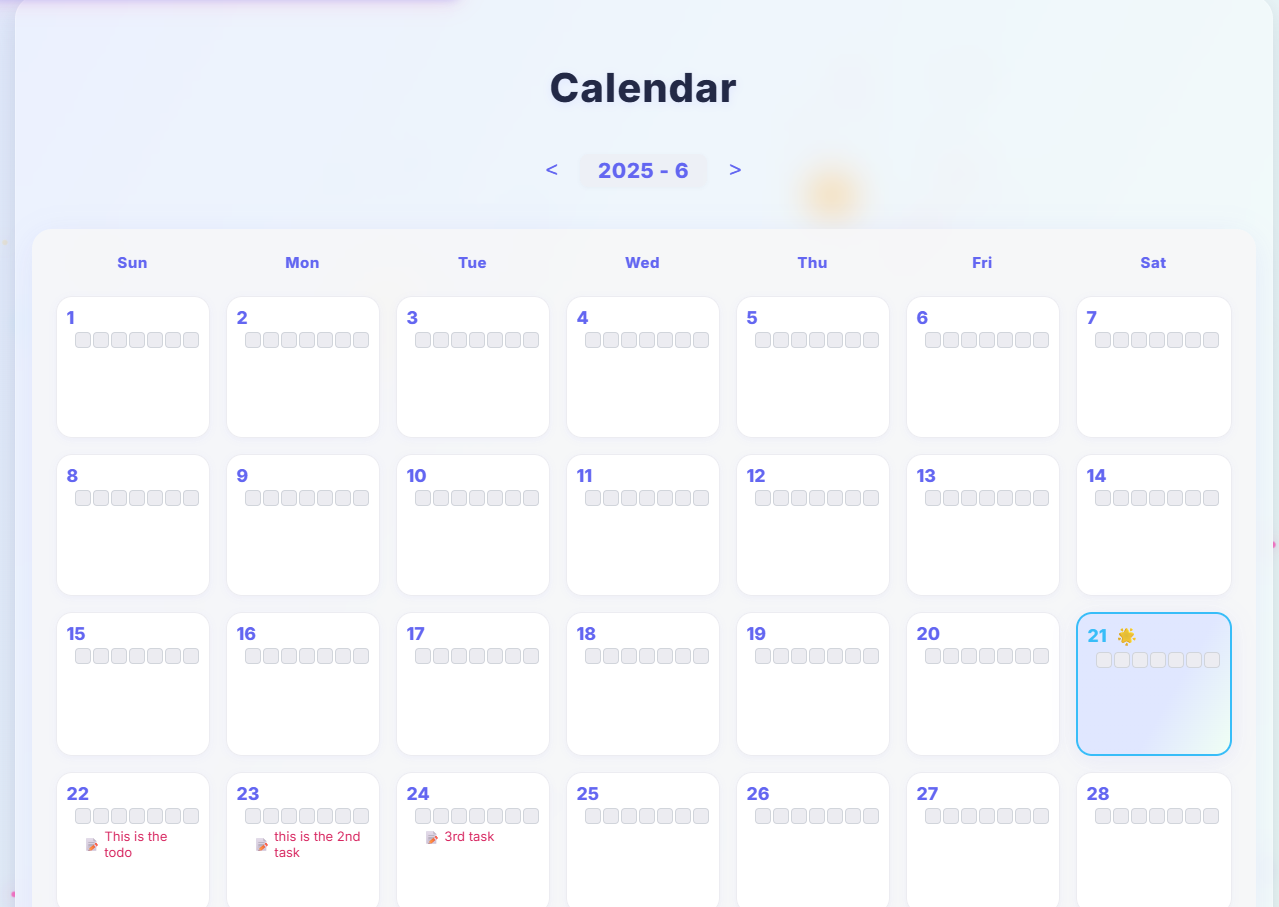 Calendar
< 2025 - 6 >
Sun Mon Tue Wed Thu Fri Sat
1 2 3 4 5 6 7
8 9 10 11 12 13 14
15 16 17 18 19 20 21
22 23 24 25 26 27 28
This is the
todo
this is the 2nd
task
3rd task